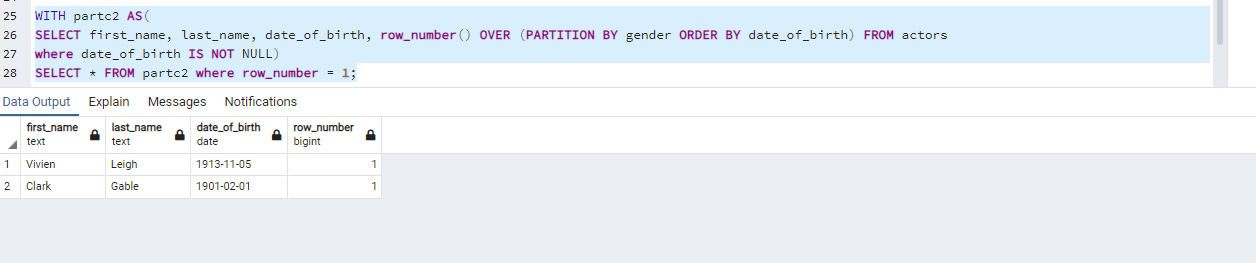 25 WITH partc2 AS(
26 SELECT first_name, last_name, date_of_birth, row_number() OVER (PARTITION BY gender ORDER BY date_of_birth) FROM actors
27 where date_of_birth IS NOT NULL)
28 SELECT * FROM partc2 where row_number = 1;
Data Output Explain Messages Notifications
first_name last_name date_of_birth row_number
text text date bigint
1 Vivien Leigh 1913-11-05 1
2 Clark Gable 1901-02-01 1